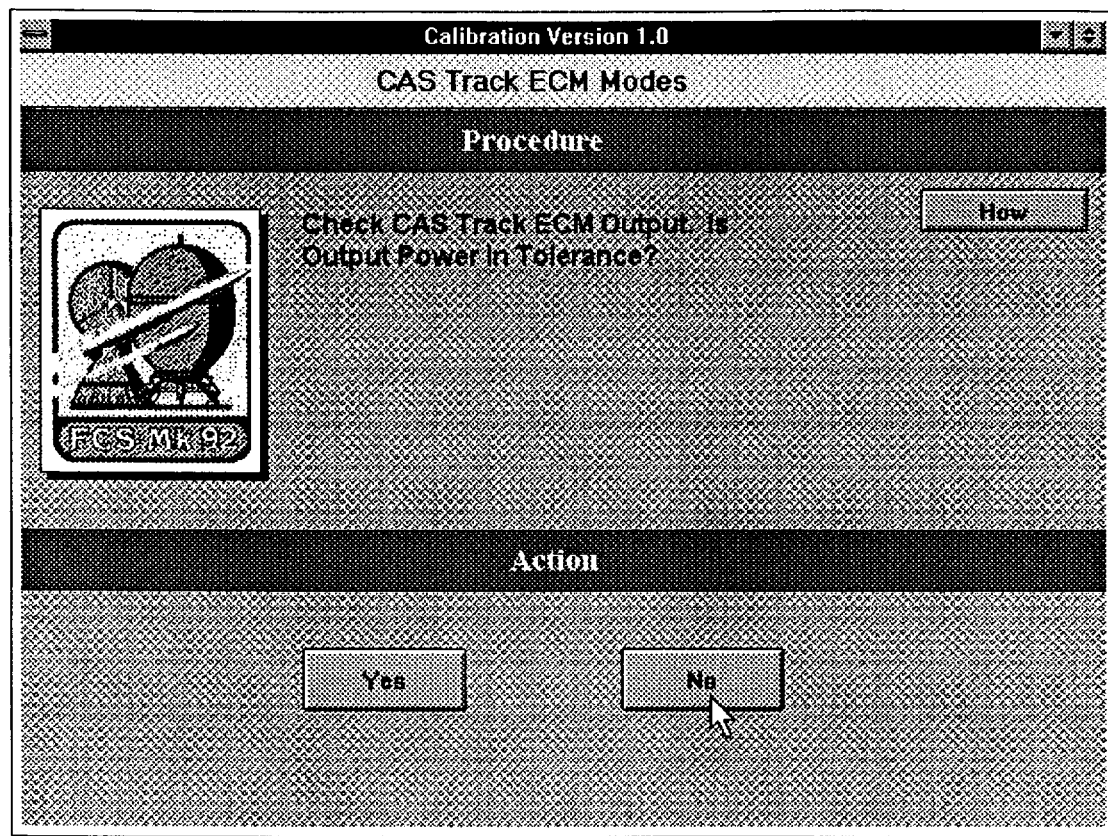 Calibration Version 1.0
CAS Track ECM Modes
Procedure
Check CAS Track ECM Output. Is
Output Power in Tolerance?
How
FCS Mk 92
Action
Yes
No